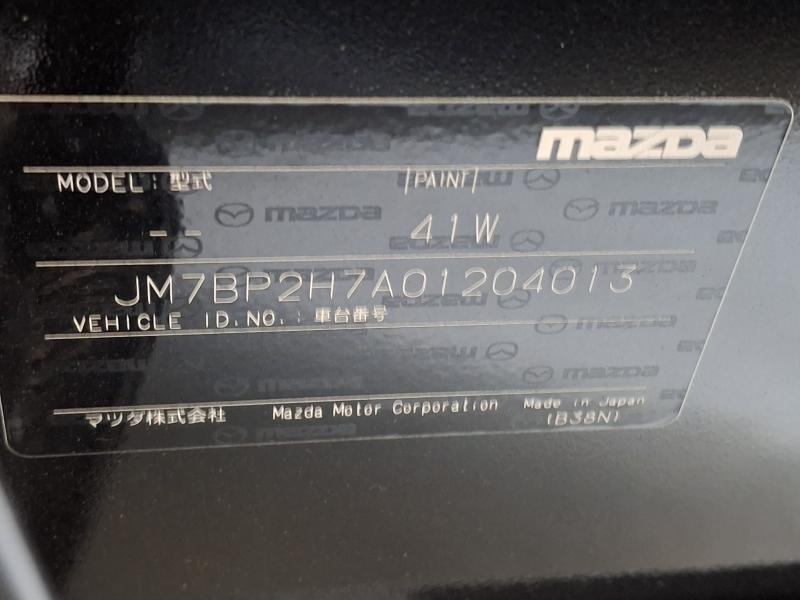 mazda
MODEL: 型式 PAINT
-- 41W
JM7BP2H7A01204013
VEHICLE ID.NO.: 車台番号
マツダ株式会社 Mazda Motor Corporation Made in Japan
(B38N)